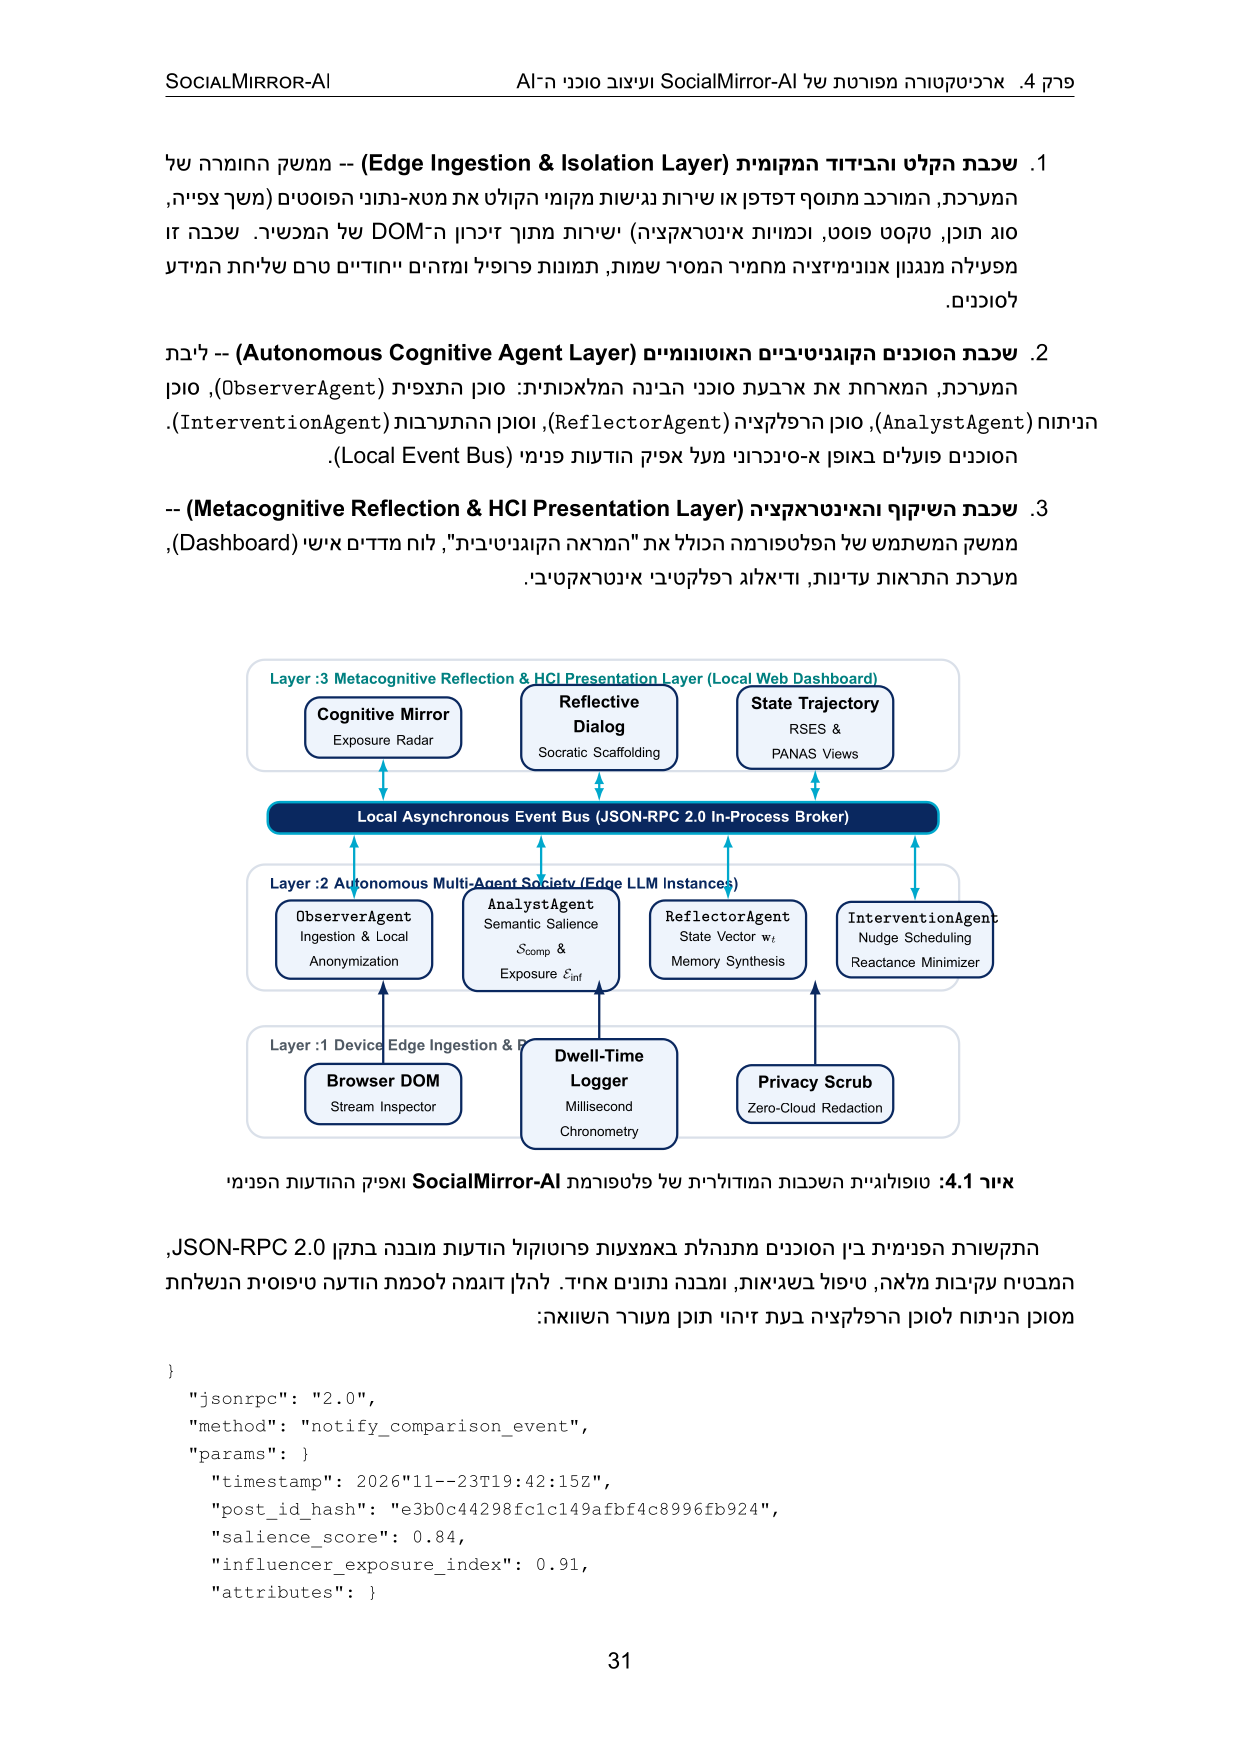 פרק 4. ארכיטקטורה מפורטת של SocialMirror-AI ועיצוב סוכני ה־AI
SOCIALMIRROR-AI
1. שכבת הקלט והבידוד המקומית (Edge Ingestion & Isolation Layer) -- ממשק החומרה של
המערכת, המורכב מתוסף דפדפן או שירות נגישות מקומי הקולט את מטא-נתוני הפוסטים (משך צפייה,
סוג תוכן, טקסט פוסט, וכמויות אינטראקציה) ישירות מתוך זיכרון ה־DOM של המכשיר. שכבה זו
מפעילה מנגנון אנונימיזציה מחמיר המסיר שמות, תמונות פרופיל ומזהים ייחודיים טרם שליחת המידע
לסוכנים.
2. שכבת הסוכנים הקוגניטיביים האוטונומיים (Autonomous Cognitive Agent Layer) -- ליבת
המערכת, המארחת את ארבעת סוכני הבינה המלאכותית: סוכן התצפית (ObserverAgent), סוכן
הניתוח (AnalystAgent), סוכן הרפלקציה (ReflectorAgent), וסוכן ההתערבות (InterventionAgent).
הסוכנים פועלים באופן א-סינכרוני מעל אפיק הודעות פנימי (Local Event Bus).
3. שכבת השיקוף והאינטראקציה (Metacognitive Reflection & HCI Presentation Layer) --
ממשק המשתמש של הפלטפורמה הכולל את "המראה הקוגניטיבית", לוח מדדים אישי (Dashboard),
מערכת התראות עדינות, ודיאלוג רפלקטיבי אינטראקטיבי.
Layer :3 Metacognitive Reflection & HCI Presentation Layer (Local Web Dashboard)
Cognitive Mirror
Exposure Radar
Reflective
Dialog
Socratic Scaffolding
State Trajectory
RSES &
PANAS Views
Local Asynchronous Event Bus (JSON-RPC 2.0 In-Process Broker)
Layer :2 Autonomous Multi-Agent Society (Edge LLM Instances)
ObserverAgent
Ingestion & Local
Anonymization
AnalystAgent
Semantic Salience
𝒮comp &
Exposure ℰinf
ReflectorAgent
State Vector wt
Memory Synthesis
InterventionAgent
Nudge Scheduling
Reactance Minimizer
Layer :1 Device Edge Ingestion &
Browser DOM
Stream Inspector
Dwell-Time
Logger
Millisecond
Chronometry
Privacy Scrub
Zero-Cloud Redaction
איור 4.1: טופולוגיית השכבות המודולרית של פלטפורמת SocialMirror-AI ואפיק ההודעות הפנימי
התקשורת הפנימית בין הסוכנים מתנהלת באמצעות פרוטוקול הודעות מובנה בתקן JSON-RPC 2.0,
המבטיח עקיבות מלאה, טיפול בשגיאות, ומבנה נתונים אחיד. להלן דוגמה לסכמת הודעה טיפוסית הנשלחת
מסוכן הניתוח לסוכן הרפלקציה בעת זיהוי תוכן מעורר השוואה:
}
"jsonrpc": "2.0",
"method": "notify_comparison_event",
"params": }
"timestamp": 2026"11--23T19:42:15Z",
"post_id_hash": "e3b0c44298fc1c149afbf4c8996fb924",
"salience_score": 0.84,
"influencer_exposure_index": 0.91,
"attributes": }
31